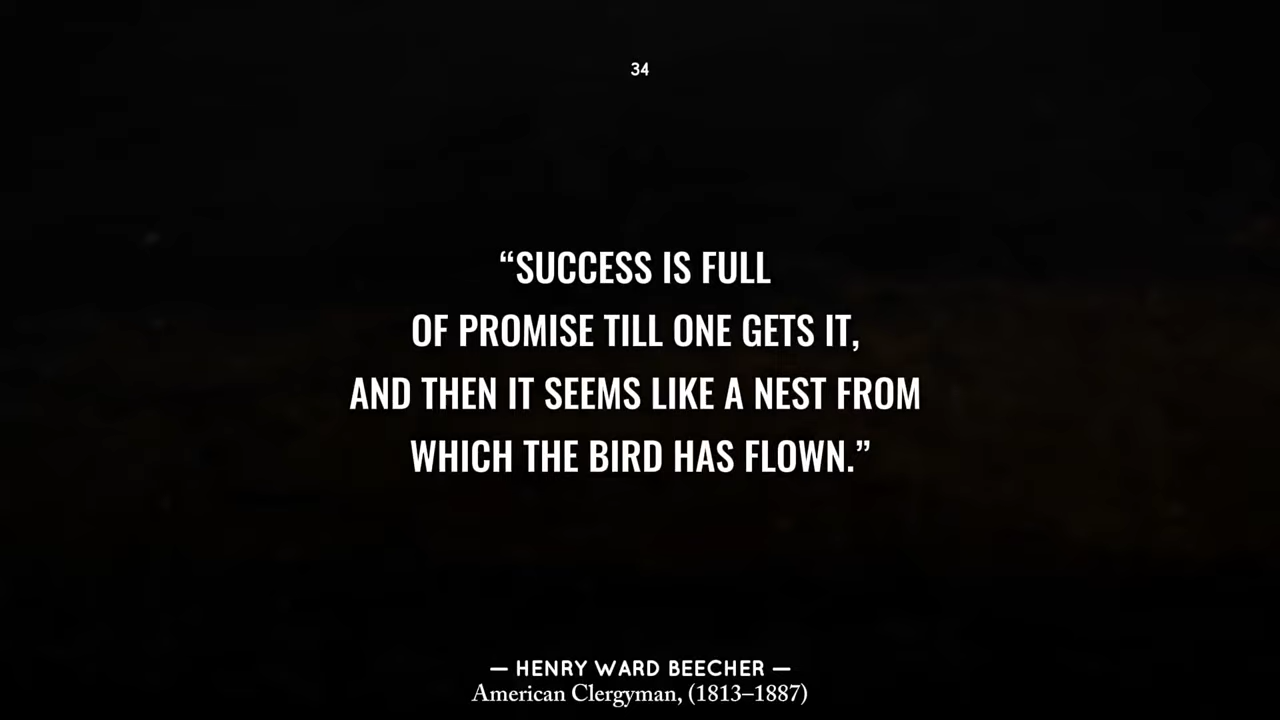 34
“SUCCESS IS FULL
OF PROMISE TILL ONE GETS IT,
AND THEN IT SEEMS LIKE A NEST FROM
WHICH THE BIRD HAS FLOWN.”
— HENRY WARD BEECHER —
American Clergyman, (1813–1887)